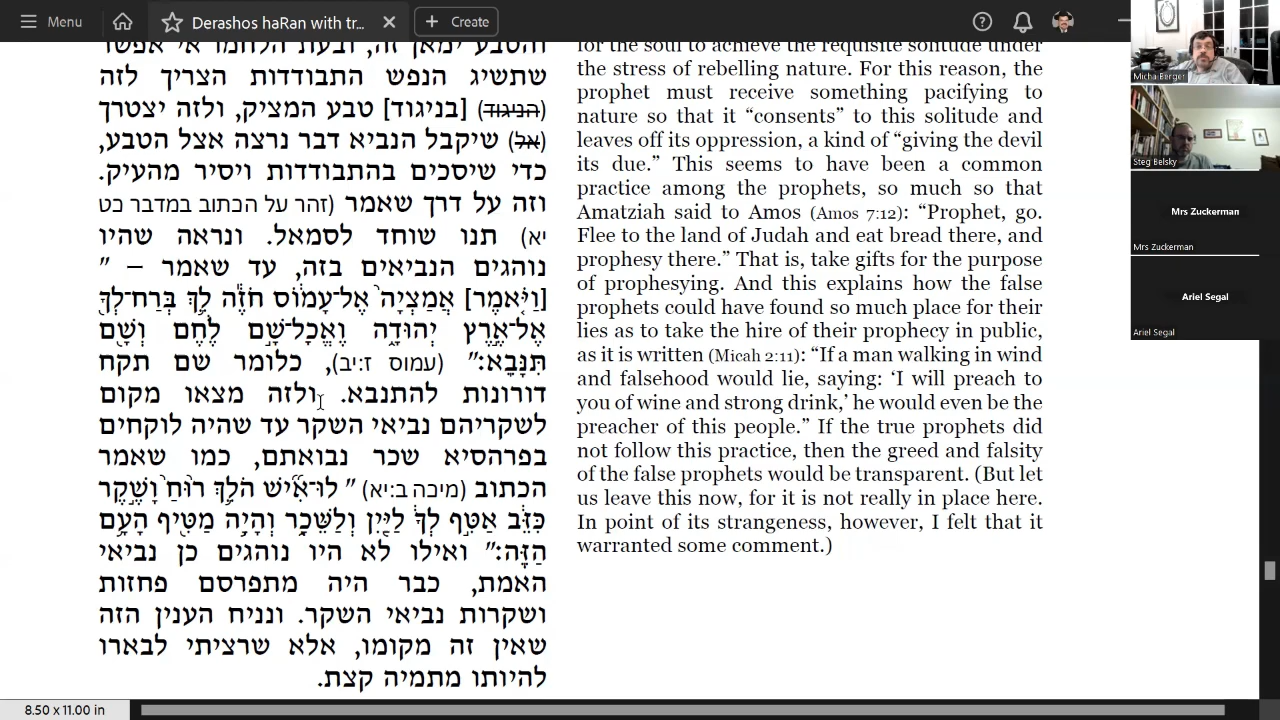 Menu
Derashos haRan with tr...
Create
והטבע ימאן זה, ובעת הלחמו אי אפשר
שתשיג הנפש התבודדות הצריך לזה
(הניגוד) [בניגוד] טבע המציק, ולזה יצטרך
(אל) שיקבל הנביא דבר נרצה אצל הטבע,
כדי שיסכים בהתבודדות ויסיר מהעיק.
וזה על דרך שאמר (זהר על הכתוב במדבר כט
יא) תנו שוחד לסמאל. ונראה שהיו
נוהגים הנביאים בזה, עד שאמר – "
[וַיֹּ֤אמֶר] אֲמַצְיָה֙ אֶל־עָמ֔וֹס חֹזֶ֕ה לֵ֥ךְ בְּרַח־לְךָ֖
אֶל־אֶ֣רֶץ יְהוּדָ֑ה וֶאֱכָל־שָׁ֣ם לֶ֔חֶם וְשָׁ֖ם
תִּנָּבֵֽא׃" (עמוס ז:יב), כלומר שם תקח
דורונות להתנבא. ולזה מצאו מקום
לשקריהם נביאי השקר עד שהיה לוקחים
בפרהסיא שכר נבואתם, כמו שאמר
הכתוב (מיכה ב:יא) "לוּ־אִ֞ישׁ הֹלֵ֥ךְ ר֙וּחַ֙ וָשֶׁ֣קֶר
כִּזֵּ֔ב אַטִּ֣ף לְךָ֔ לַיַּ֖יִן וְלַשֵּׁכָ֑ר וְהָיָ֥ה מַטִּ֖יף הָעָ֥ם
הַזֶּֽה׃" ואילו לא היו נוהגים כן נביאי
האמת, כבר היה מתפרסם פחזות
ושקרות נביאי השקר. ונניח הענין הזה
שאין זה מקומו, אלא שרציתי לבארו
להיותו מתמיה קצת.
for the soul to achieve the requisite solitude under
the stress of rebelling nature. For this reason, the
prophet must receive something pacifying to
nature so that it “consents” to this solitude and
leaves off its oppression, a kind of “giving the devil
its due.” This seems to have been a common
practice among the prophets, so much so that
Amatziah said to Amos (Amos 7:12): “Prophet, go.
Flee to the land of Judah and eat bread there, and
prophesy there.” That is, take gifts for the purpose
of prophesying. And this explains how the false
prophets could have found so much place for their
lies as to take the hire of their prophecy in public,
as it is written (Micah 2:11): “If a man walking in wind
and falsehood would lie, saying: ‘I will preach to
you of wine and strong drink,’ he would even be the
preacher of this people.” If the true prophets did
not follow this practice, then the greed and falsity
of the false prophets would be transparent. (But let
us leave this now, for it is not really in place here.
In point of its strangeness, however, I felt that it
warranted some comment.)
Micha Berger
Steg Belsky
Mrs Zuckerman
Mrs Zuckerman
Ariel Segal
Ariel Segal
8.50 x 11.00 in